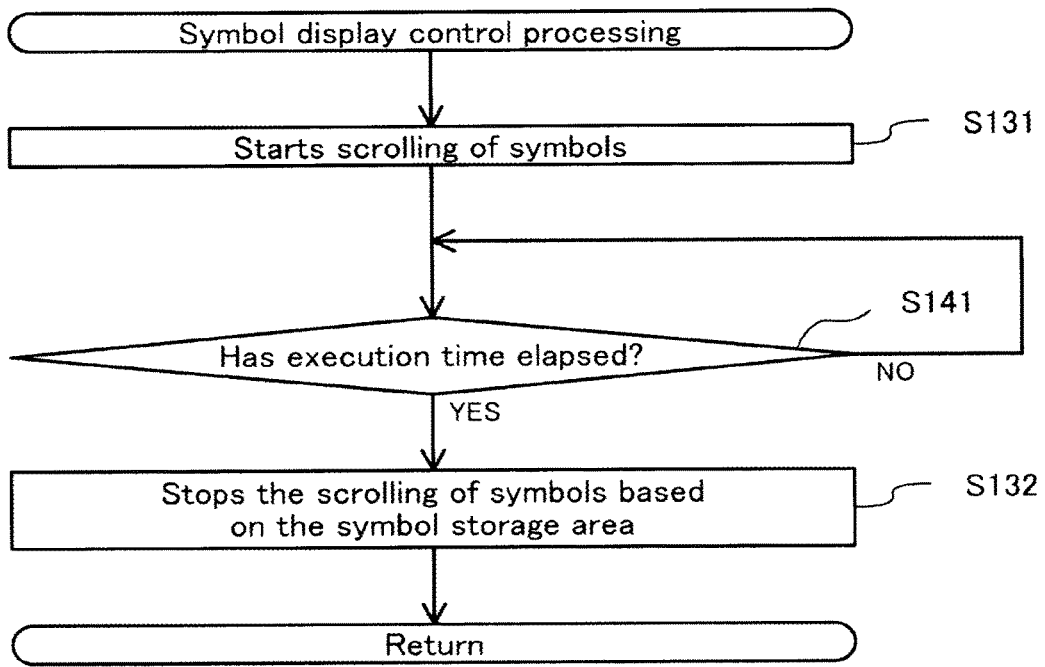 Symbol display control processing
S131
Starts scrolling of symbols
S141
Has execution time elapsed?
NO
YES
S132
Stops the scrolling of symbols based
on the symbol storage area
Return